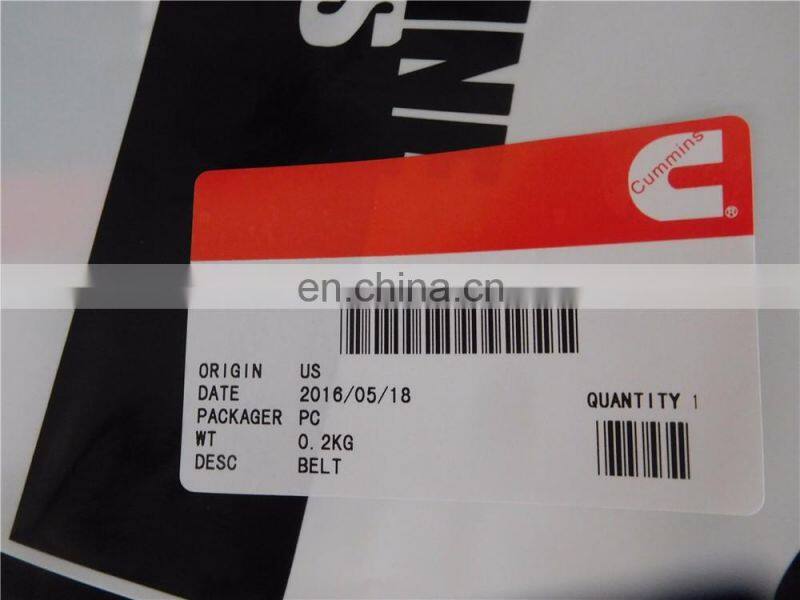 S
INN
Cummins
®
en.china.cn
ORIGIN US
DATE 2016/05/18
PACKAGER PC
WT 0.2KG
DESC BELT
QUANTITY 1